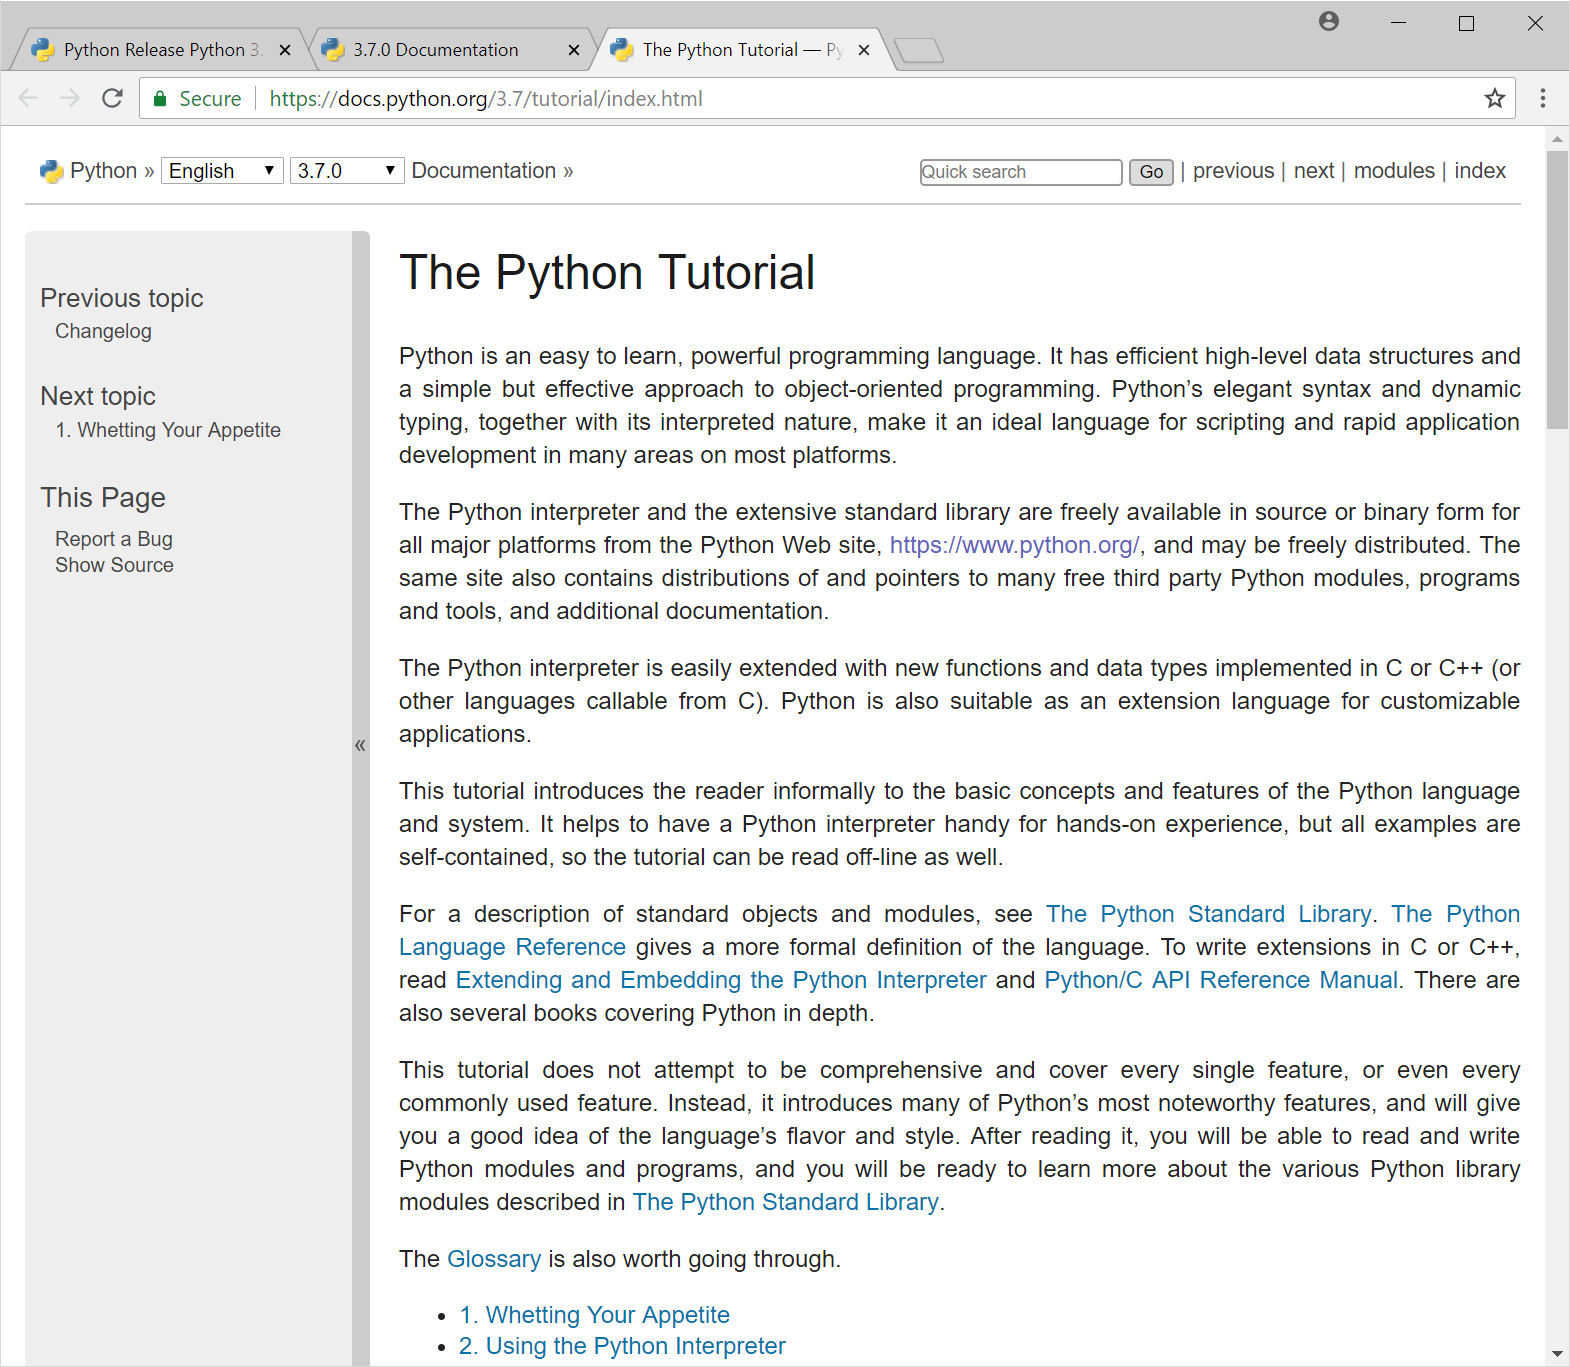 Python Release Python 3.
3.7.0 Documentation
The Python Tutorial — Py
Secure
https://docs.python.org/3.7/tutorial/index.html
Python » English 3.7.0 Documentation »
Quick search Go | previous | next | modules | index
Previous topic
Changelog
Next topic
1. Whetting Your Appetite
This Page
Report a Bug
Show Source
«
The Python Tutorial
Python is an easy to learn, powerful programming language. It has efficient high-level data structures and
a simple but effective approach to object-oriented programming. Python’s elegant syntax and dynamic
typing, together with its interpreted nature, make it an ideal language for scripting and rapid application
development in many areas on most platforms.
The Python interpreter and the extensive standard library are freely available in source or binary form for
all major platforms from the Python Web site, https://www.python.org/, and may be freely distributed. The
same site also contains distributions of and pointers to many free third party Python modules, programs
and tools, and additional documentation.
The Python interpreter is easily extended with new functions and data types implemented in C or C++ (or
other languages callable from C). Python is also suitable as an extension language for customizable
applications.
This tutorial introduces the reader informally to the basic concepts and features of the Python language
and system. It helps to have a Python interpreter handy for hands-on experience, but all examples are
self-contained, so the tutorial can be read off-line as well.
For a description of standard objects and modules, see The Python Standard Library. The Python
Language Reference gives a more formal definition of the language. To write extensions in C or C++,
read Extending and Embedding the Python Interpreter and Python/C API Reference Manual. There are
also several books covering Python in depth.
This tutorial does not attempt to be comprehensive and cover every single feature, or even every
commonly used feature. Instead, it introduces many of Python’s most noteworthy features, and will give
you a good idea of the language’s flavor and style. After reading it, you will be able to read and write
Python modules and programs, and you will be ready to learn more about the various Python library
modules described in The Python Standard Library.
The Glossary is also worth going through.
• 1. Whetting Your Appetite
• 2. Using the Python Interpreter